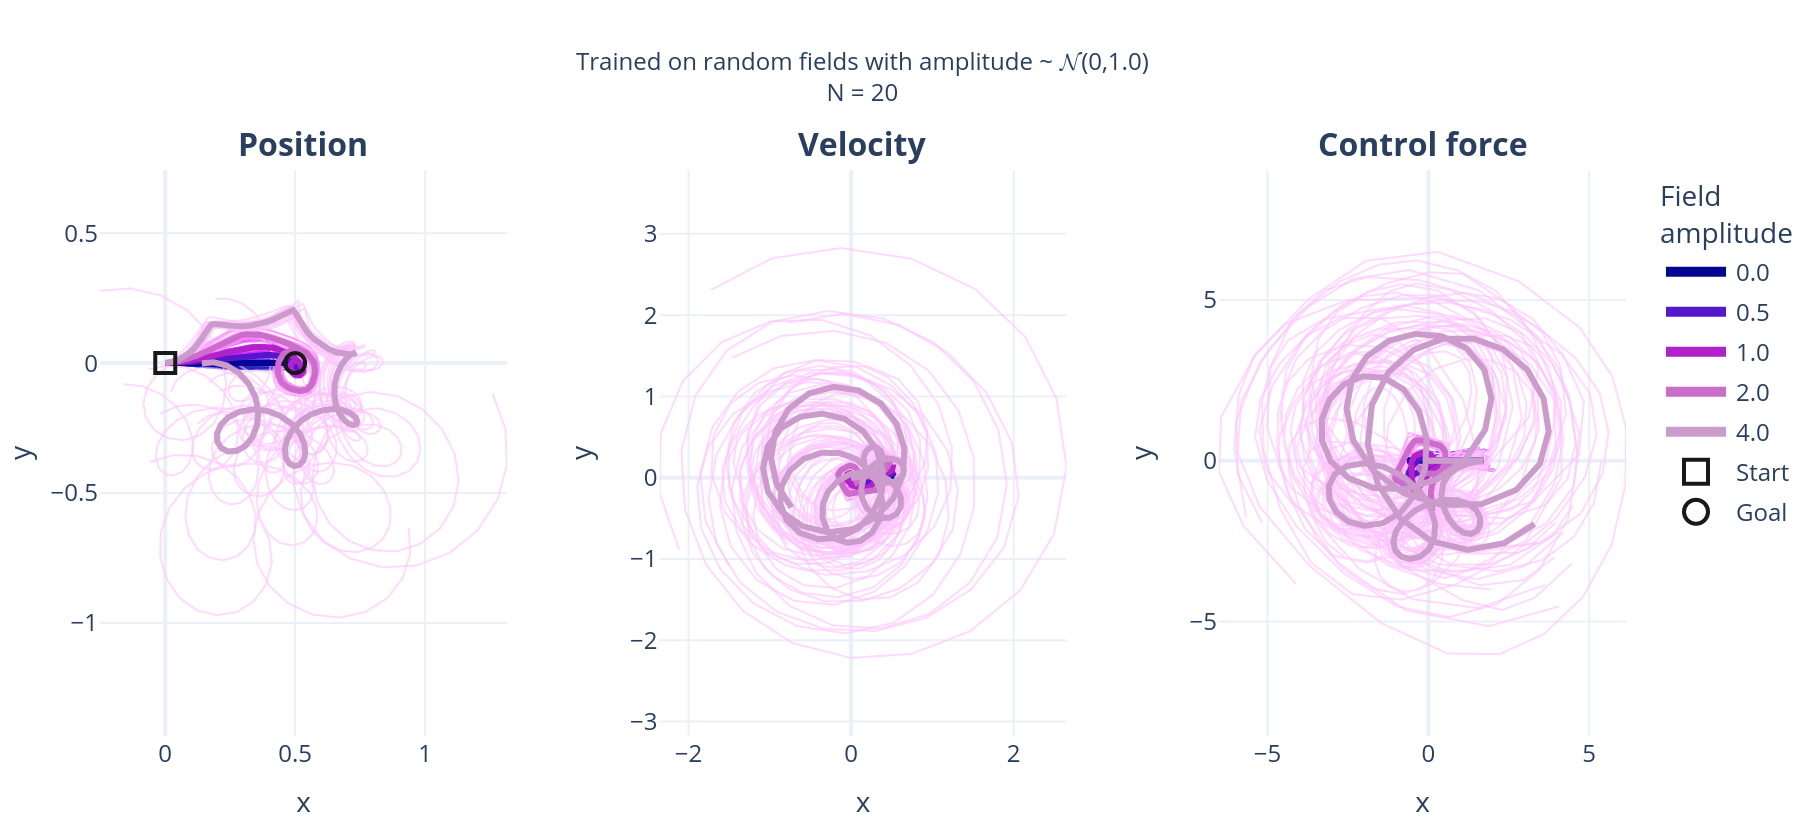 Trained on random fields with amplitude ~ 𝒩(0,1.0)
N = 20
Position
Velocity
Control force
y
0.5
0
−0.5
−1
0
0.5
1
x
y
3
2
1
0
−1
−2
−3
−2
0
2
x
y
5
0
−5
−5
0
5
x
Field
amplitude
0.0
0.5
1.0
2.0
4.0
Start
Goal